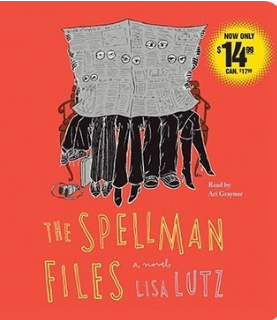 NOW ONLY
$14.99
CAN. $17.99
Read by
Ari Graynor
THE SPELLMAN
FILES a novel LISA LUTZ